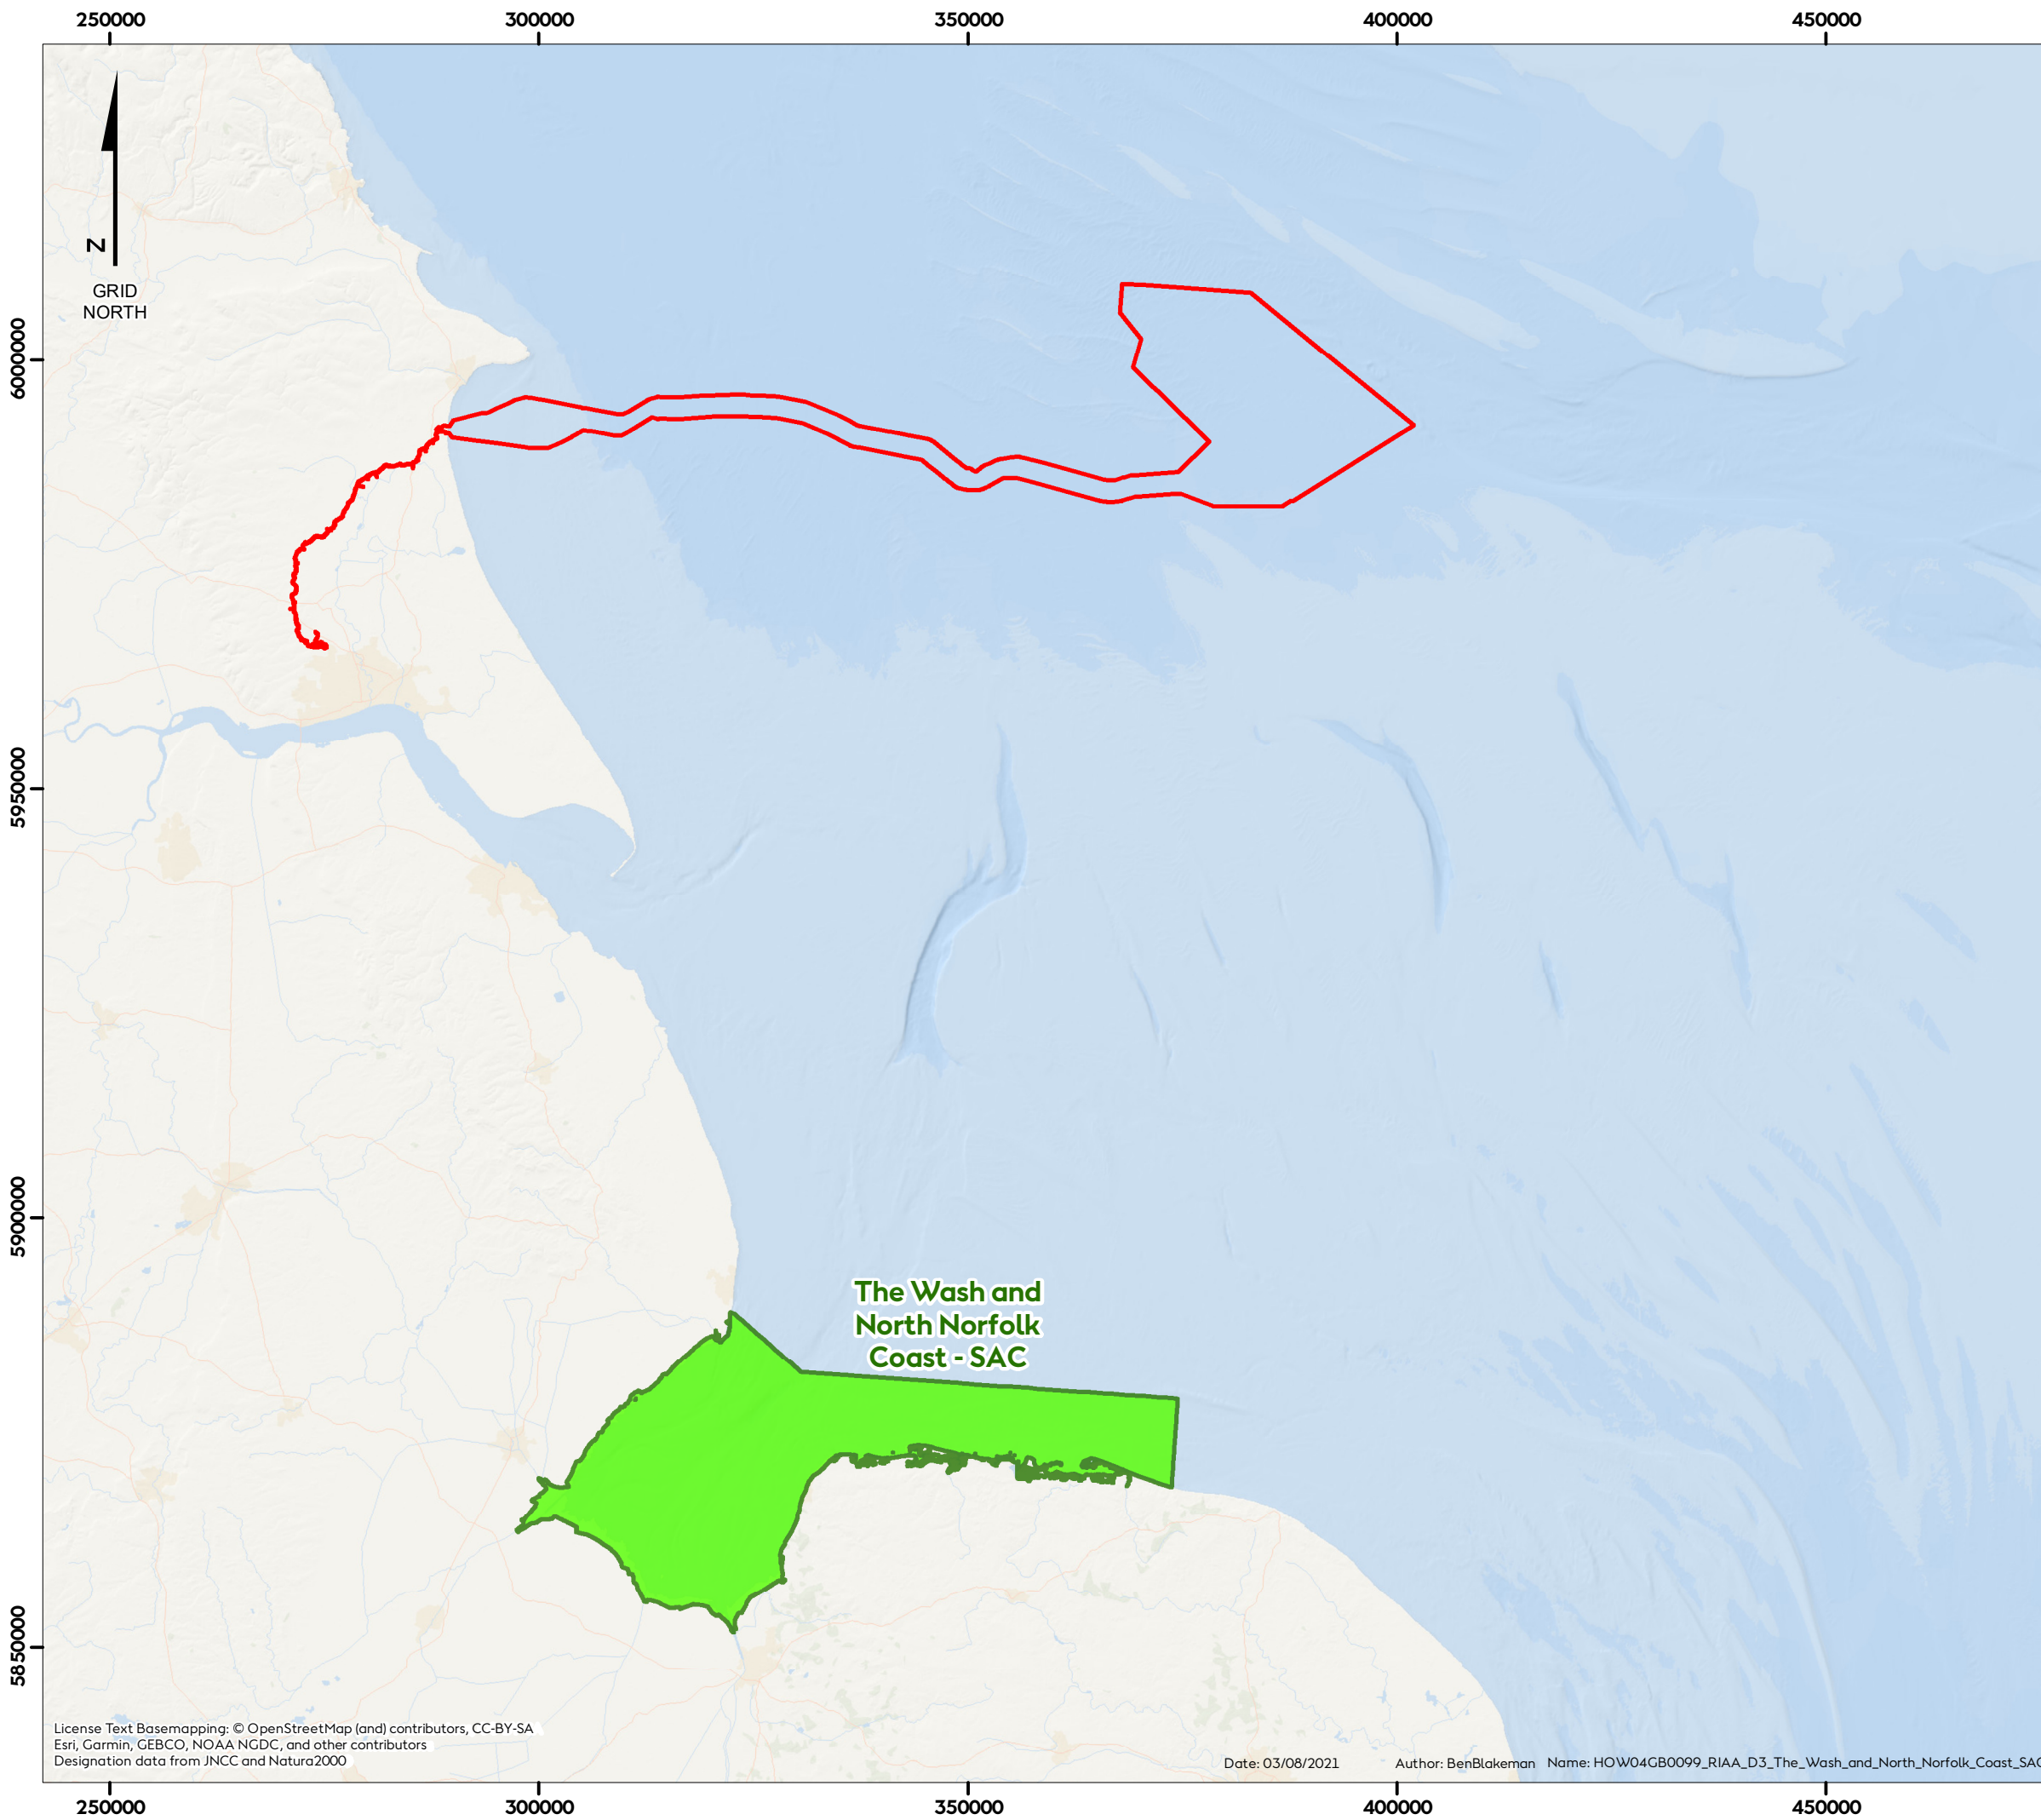 250000 300000 350000 400000 450000
N
GRID
NORTH
6000000
5950000
5900000
5850000
The Wash and
North Norfolk
Coast - SAC
License Text Basemapping: © OpenStreetMap (and) contributors, CC-BY-SA
Esri, Garmin, GEBCO, NOAA NGDC, and other contributors
Designation data from JNCC and Natura2000
Date: 03/08/2021 Author: BenBlakeman Name: HOW04GB0099_RIAA_D3_The_Wash_and_North_Norfolk_Coast_SAC
250000 300000 350000 400000 450000